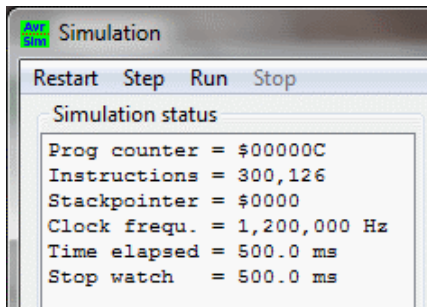 Avr
Sim
Simulation
Restart Step Run Stop
Simulation status
Prog counter = $00000C
Instructions = 300,126
Stackpointer = $0000
Clock frequ. = 1,200,000 Hz
Time elapsed = 500.0 ms
Stop watch = 500.0 ms